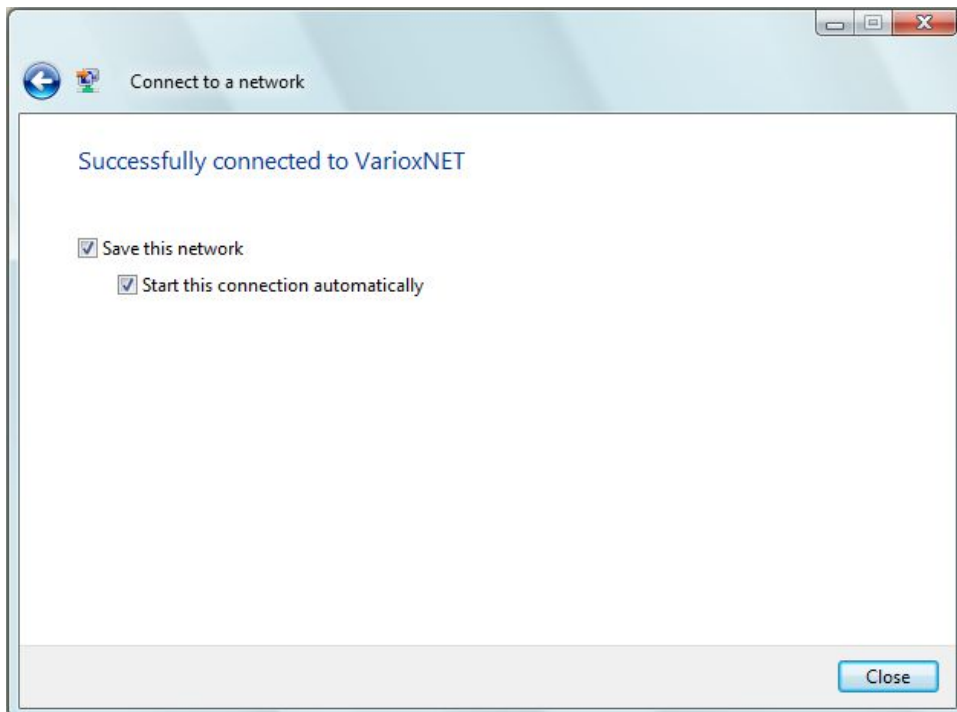 Connect to a network
Successfully connected to VarioxNET
Save this network
Start this connection automatically
Close